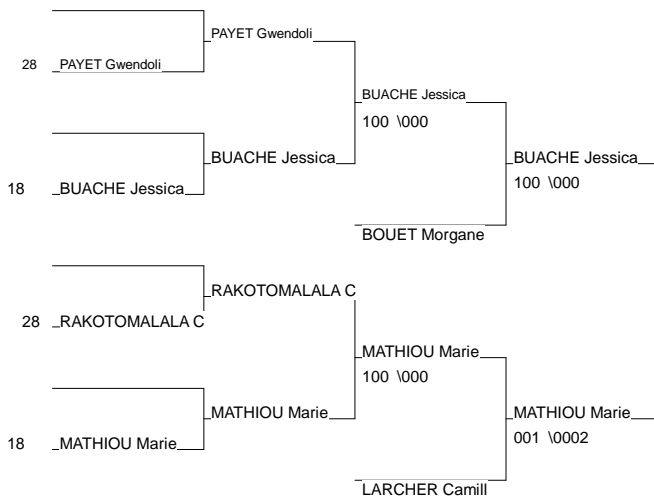 PAYET Gwendoli
28 PAYET Gwendoli
BUACHE Jessica
100 \000
BUACHE Jessica
BUACHE Jessica
100 \000
18 BUACHE Jessica
BOUET Morgane
RAKOTOMALALA C
28 RAKOTOMALALA C
MATHIOU Marie
100 \000
MATHIOU Marie
MATHIOU Marie
001 \0002
18 MATHIOU Marie
LARCHER Camill